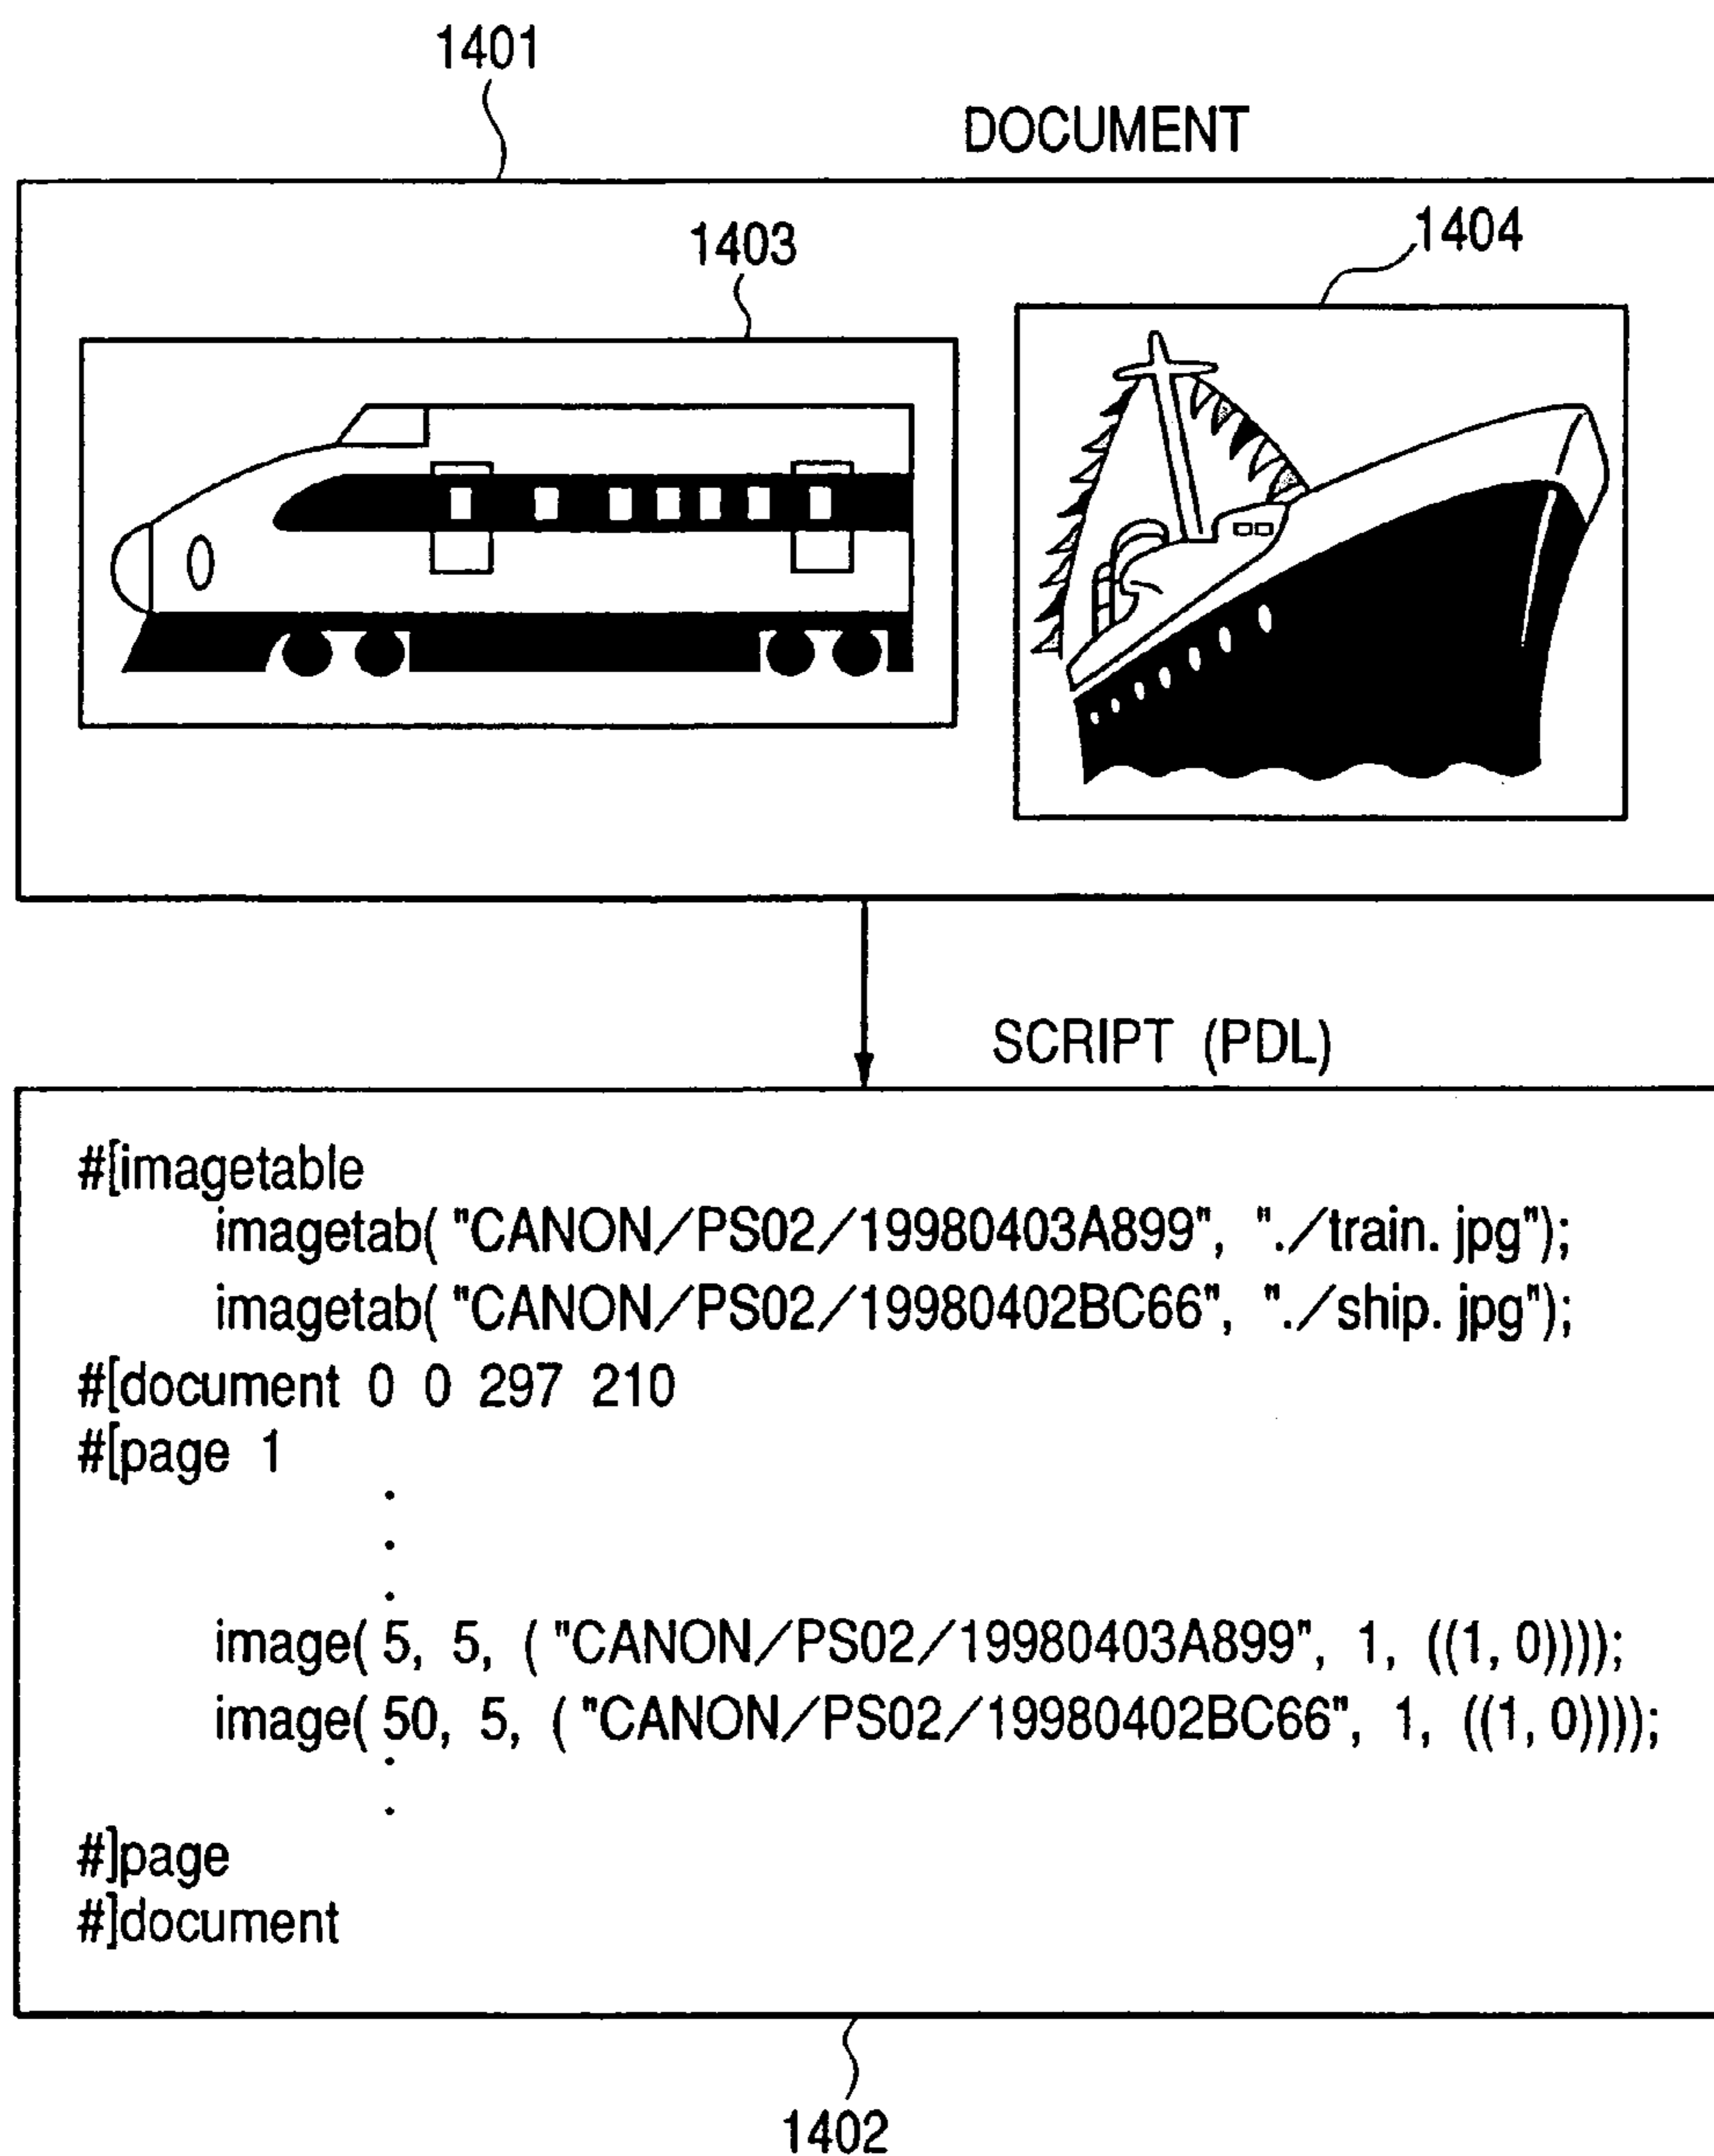 1401
DOCUMENT
1403
1404
SCRIPT (PDL)
#[imagetable
imagetab( "CANON/PS02/19980403A899", "./train. jpg");
imagetab( "CANON/PS02/19980402BC66", "./ship. jpg");
#[document 0 0 297 210
#[page 1
.
.
.
image( 5, 5, ( "CANON/PS02/19980403A899", 1, ((1, 0))));
image( 50, 5, ( "CANON/PS02/19980402BC66", 1, ((1, 0))));
.
.
#]page
#]document
1402